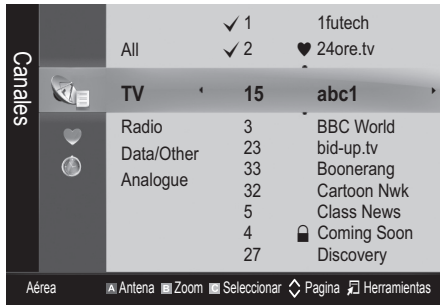 Canales
✓ 1 1futech
All ✓ 2 ♥ 24ore.tv
TV 15 abc1
Radio 3 BBC World
Data/Other 23 bid-up.tv
Analogue 33 Boonerang
32 Cartoon Nwk
5 Class News
4 Coming Soon
27 Discovery
Aérea A Antena B Zoom C Seleccionar Pagina Herramientas